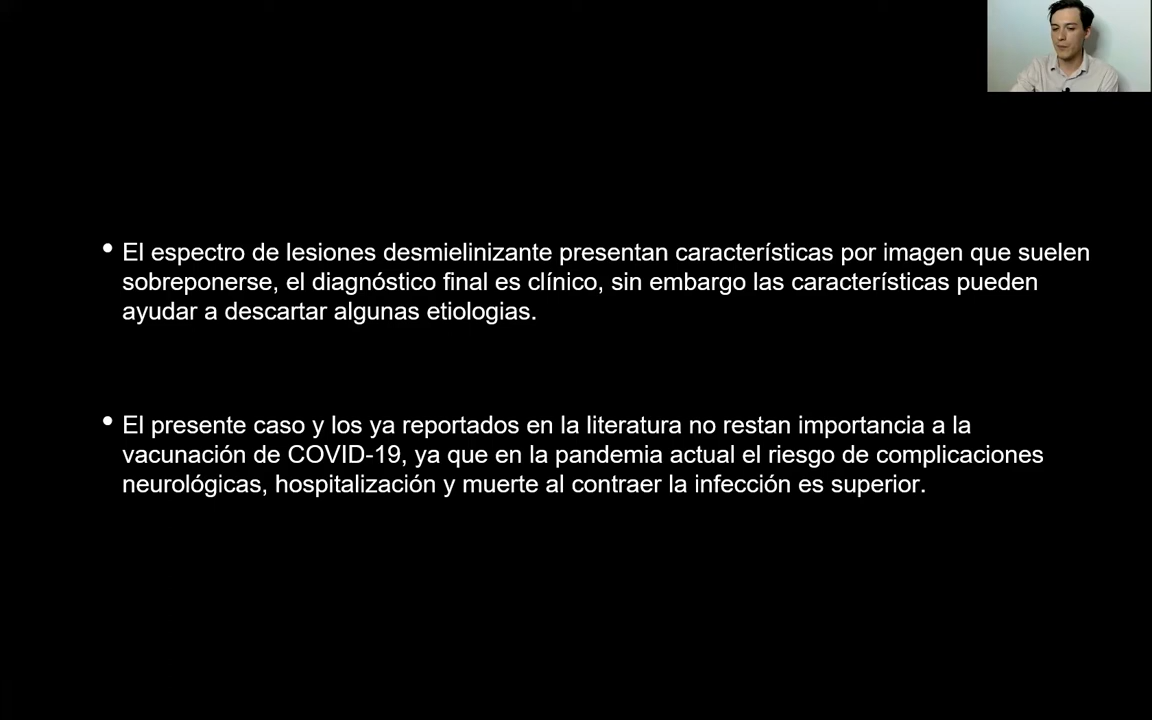 • El espectro de lesiones desmielinizante presentan características por imagen que suelen
sobreponerse, el diagnóstico final es clínico, sin embargo las características pueden
ayudar a descartar algunas etiologias.
• El presente caso y los ya reportados en la literatura no restan importancia a la
vacunación de COVID-19, ya que en la pandemia actual el riesgo de complicaciones
neurológicas, hospitalización y muerte al contraer la infección es superior.